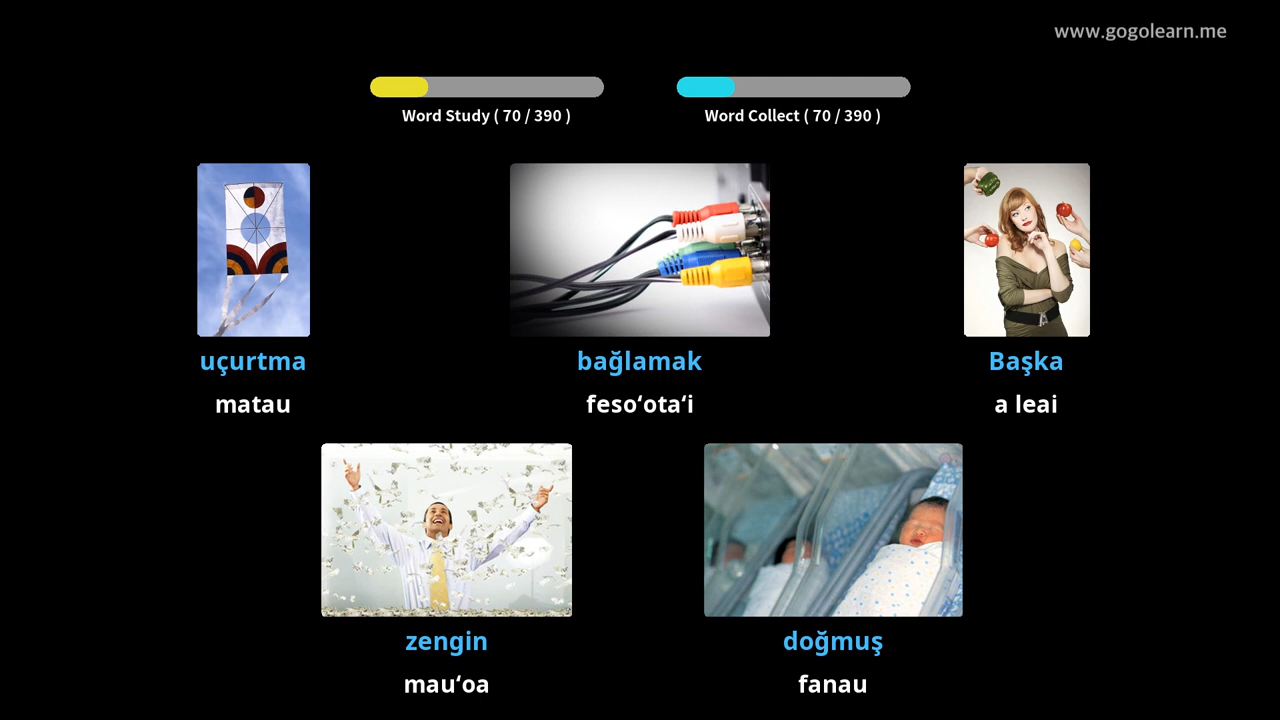 www.gogolearn.me
Word Study ( 70 / 390 )
Word Collect ( 70 / 390 )
uçurtma
matau
bağlamak
fesoʻotaʻi
Başka
a leai
zengin
mauʻoa
doğmuş
fanau